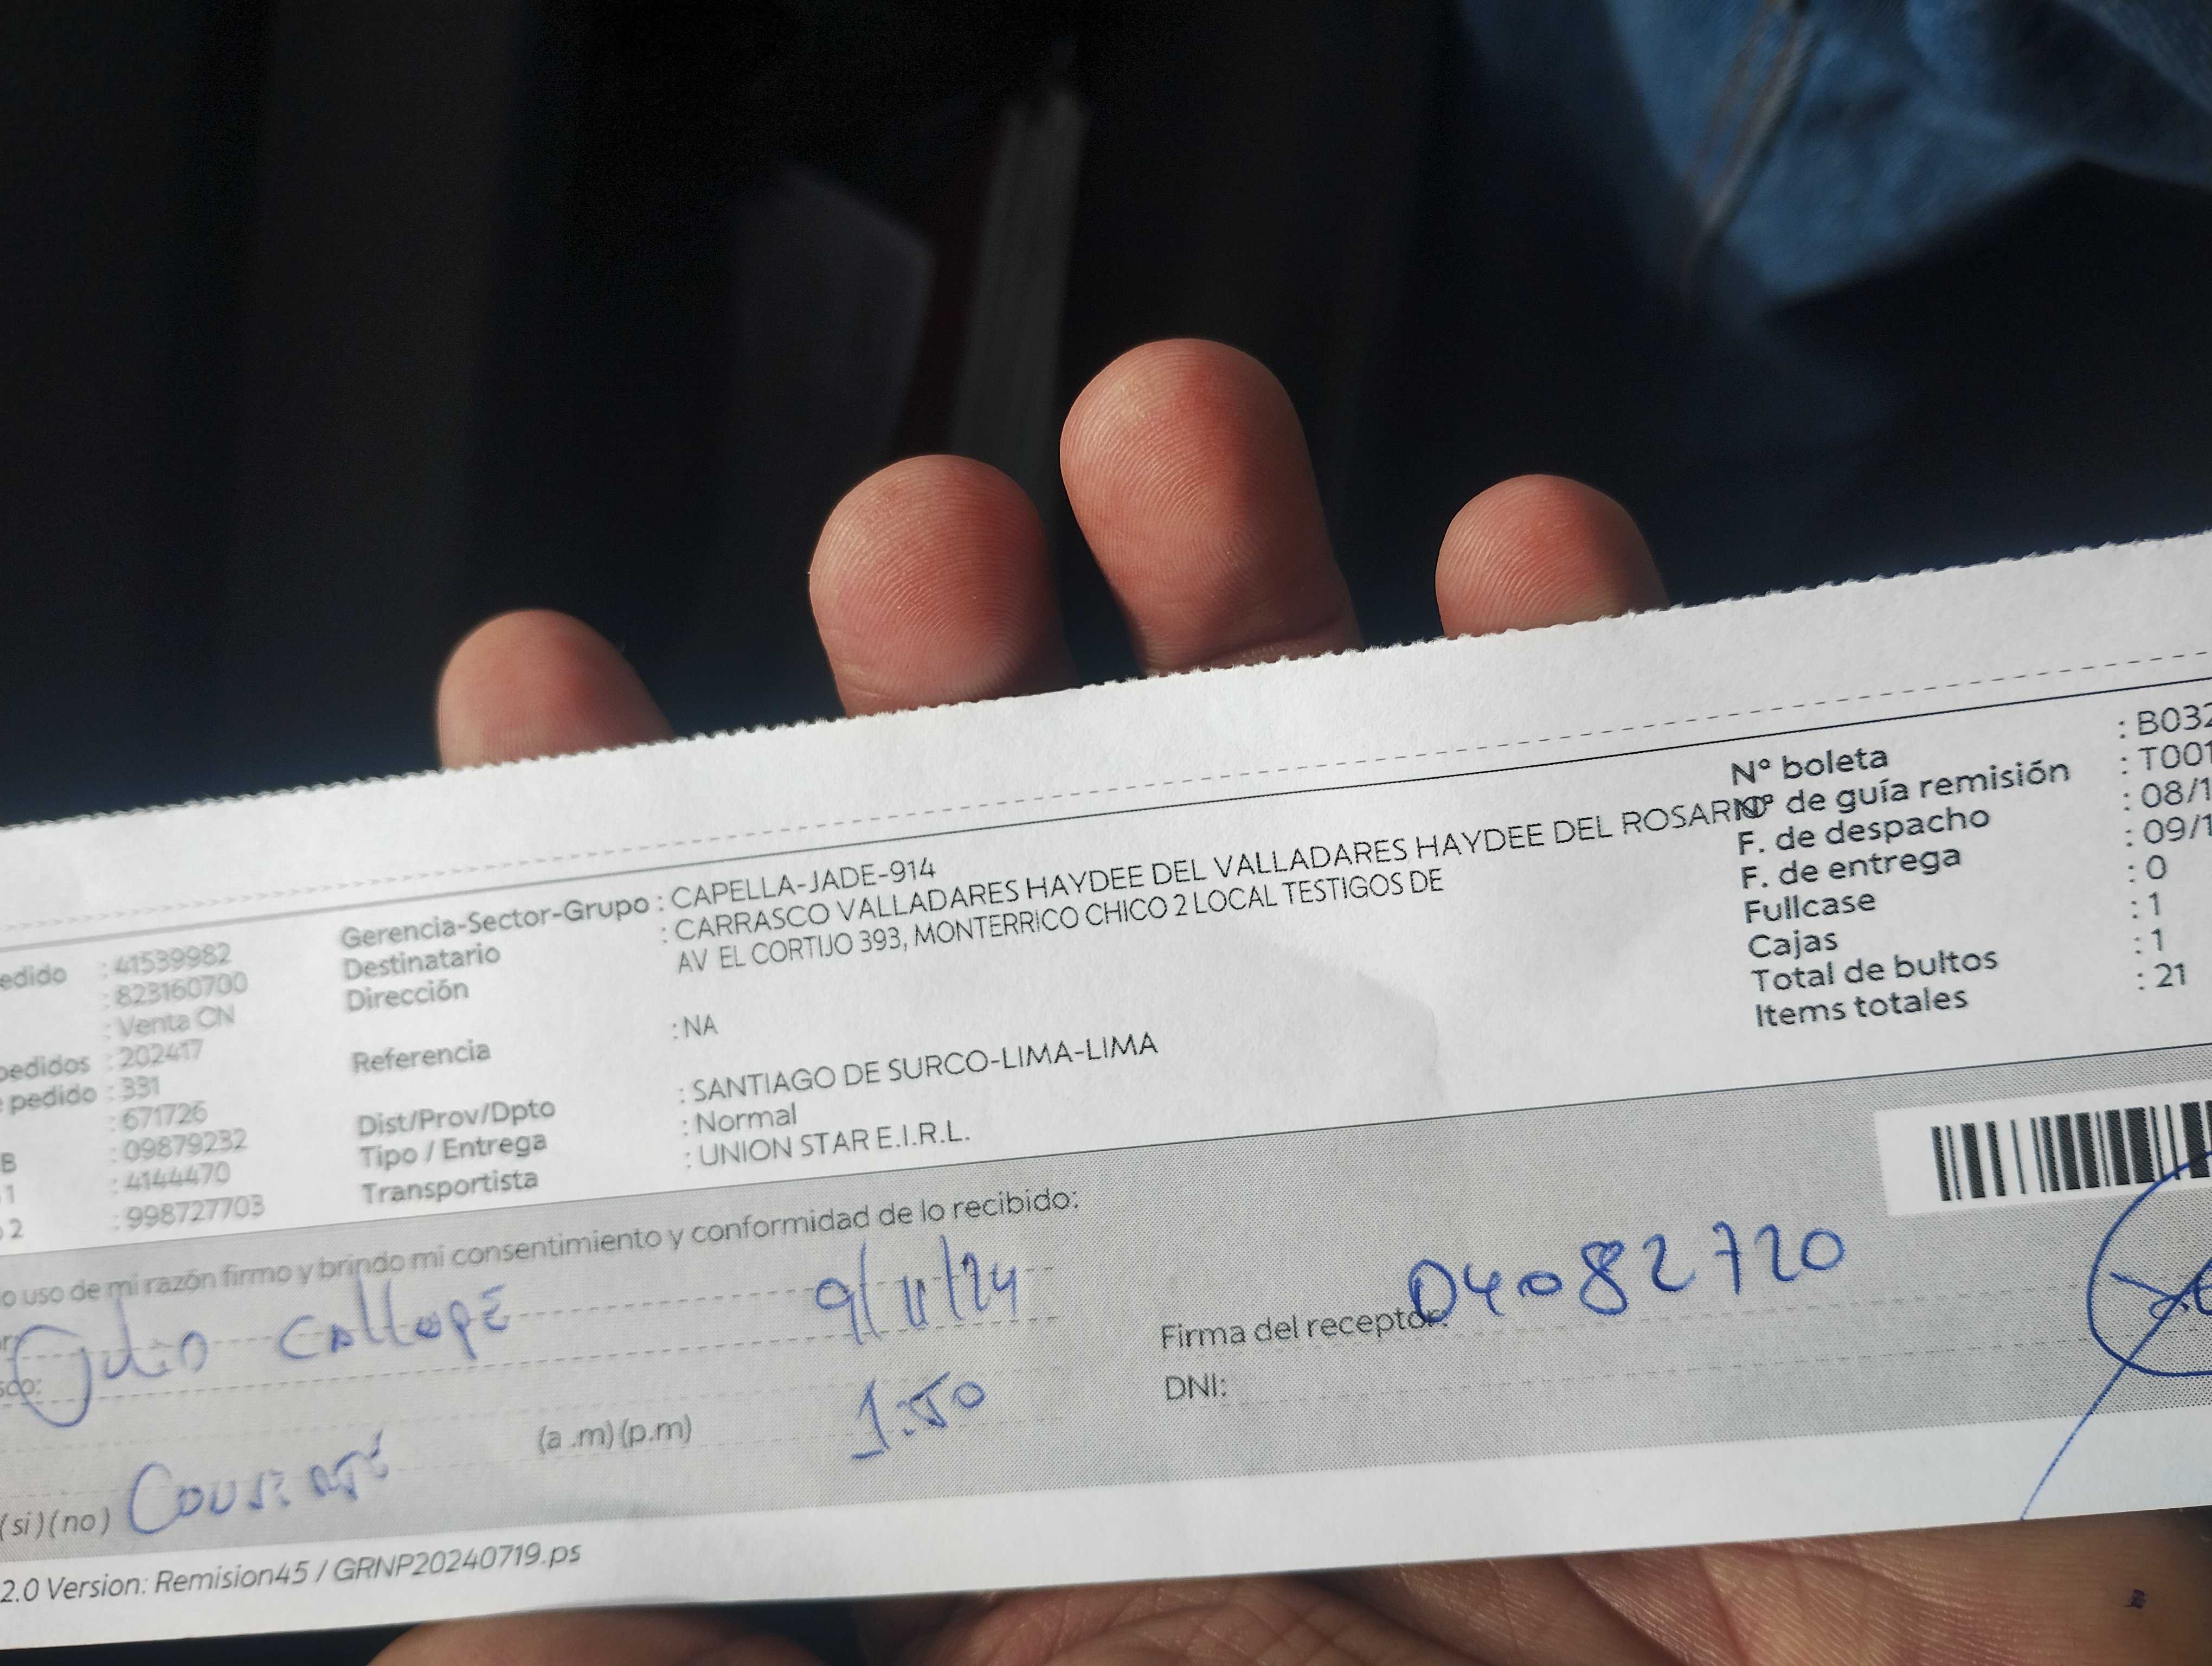 edido : 41539982
: 823160700
: Venta CN
pedidos : 202417
pedido : 331
: 671726
B : 09879232
1 : 4144470
2 : 998727703
Gerencia-Sector-Grupo : CAPELLA-JADE-914
Destinatario : CARRASCO VALLADARES HAYDEE DEL VALLADARES HAYDEE DEL ROSARIO
Dirección AV EL CORTIJO 393, MONTERRICO CHICO 2 LOCAL TESTIGOS DE
Referencia : NA
Dist/Prov/Dpto : SANTIAGO DE SURCO-LIMA-LIMA
Tipo / Entrega : Normal
Transportista : UNION STAR E.I.R.L.
N° boleta : B032
N° de guía remisión : T001
F. de despacho : 08/1
F. de entrega : 09/1
Fullcase : 0
Cajas : 1
Total de bultos : 1
Items totales : 21
o uso de mi razón firmo y brindo mi consentimiento y conformidad de lo recibido:
Julio 9/11/24
sco:
Firma del receptor: 04082720
(a .m) (p.m) 1:50
DNI:
(si) (no)
2.0 Version: Remision45 / GRNP20240719.ps